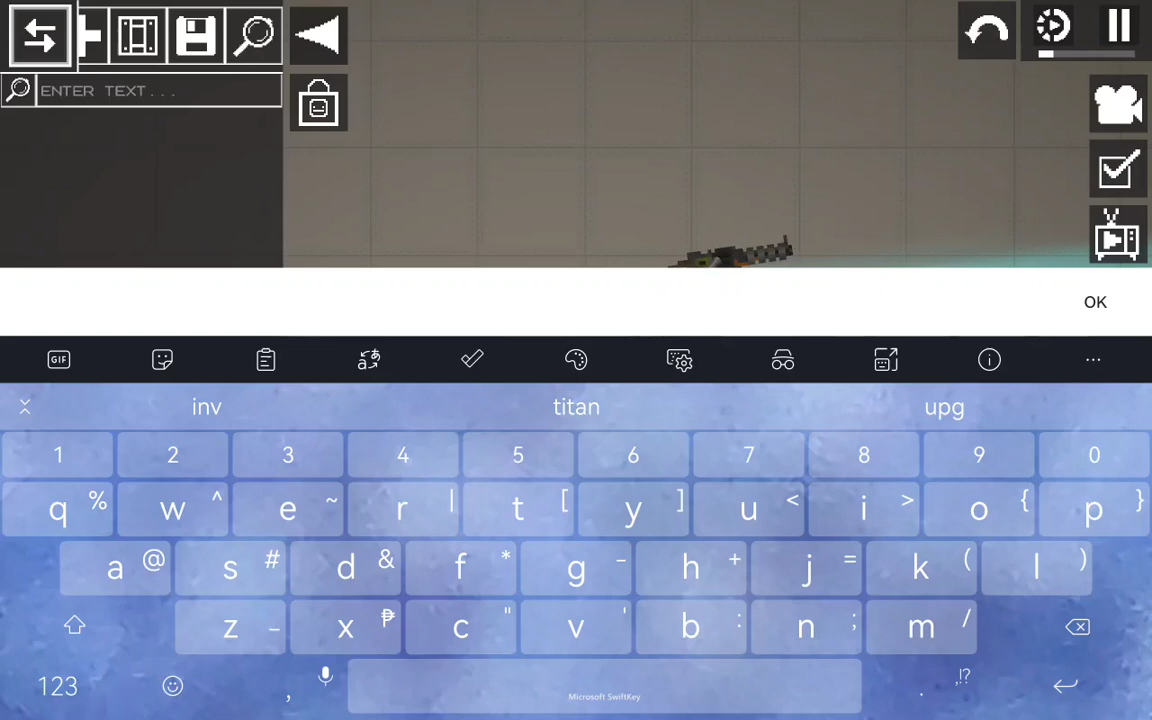 ENTER TEXT...
OK
GIF
inv titan upg
1 2 3 4 5 6 7 8 9 0
q % w ^ e ~ r | t [ y ] u < i > o { p }
a @ s # d & f * g - h + j = k ( l )
z _ x ₱ c " v ' b : n ; m /
123 , . ,!?
Microsoft SwiftKey